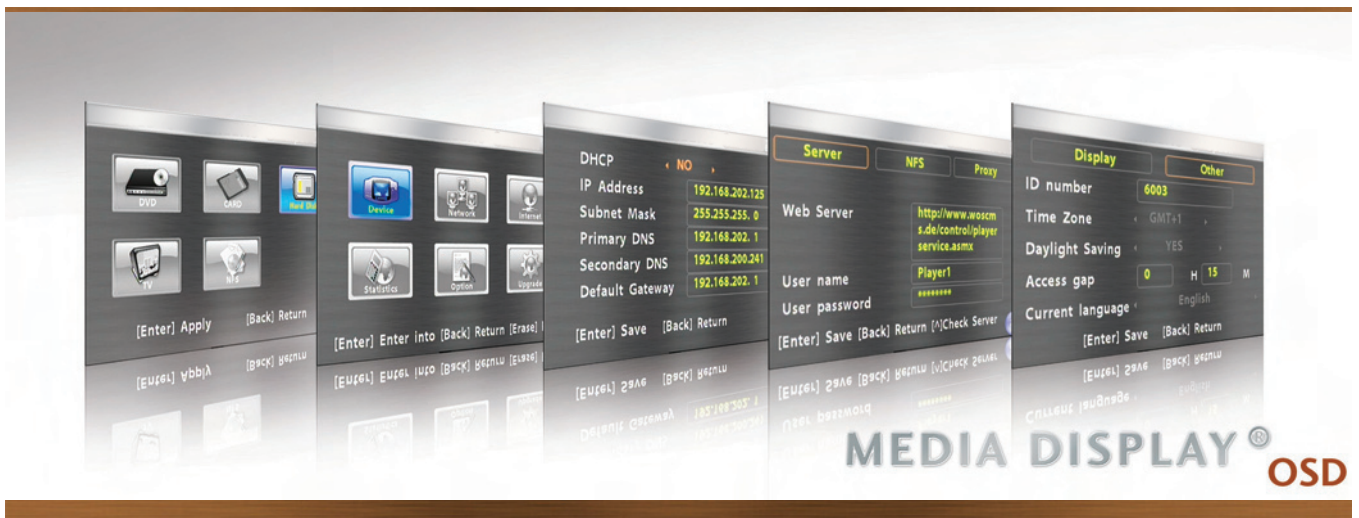 DVD
CARD
Hard Disk
TV
NFS
[Enter] Apply [Back] Return
Device
Network
Internet
Statistics
Option
Upgrade
[Enter] Enter into [Back] Return [Erase]
DHCP NO
IP Address 192.168.202.125
Subnet Mask 255.255.255. 0
Primary DNS 192.168.202. 1
Secondary DNS 192.168.200.241
Default Gateway 192.168.202. 1
[Enter] Save [Back] Return
Server NFS Proxy
Web Server http://www.woscm
s.de/control/player
service.asmx
User name Player1
User password ********
[Enter] Save [Back] Return [^]Check Server
Display Other
ID number 6003
Time Zone GMT+1
Daylight Saving YES
Access gap 0 H 15 M
Current language English
[Enter] Save [Back] Return
MEDIA DISPLAY®
OSD